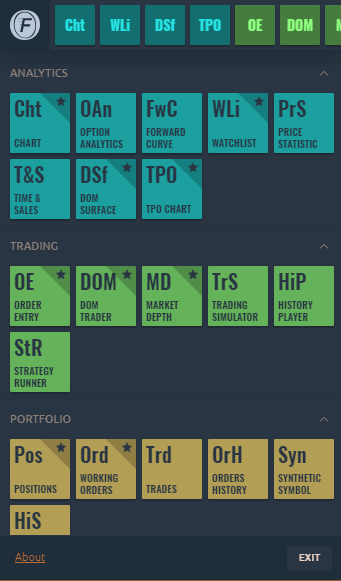 F Cht WLi DSf TPO OE DOM
ANALYTICS
Cht OAn FwC WLi PrS
CHART OPTION ANALYTICS FORWARD CURVE WATCHLIST PRICE STATISTIC
T&S DSf TPO
TIME & SALES DOM SURFACE TPO CHART
TRADING
OE DOM MD TrS HiP
ORDER ENTRY DOM TRADER MARKET DEPTH TRADING SIMULATOR HISTORY PLAYER
StR
STRATEGY RUNNER
PORTFOLIO
Pos Ord Trd OrH Syn
POSITIONS WORKING ORDERS TRADES ORDERS HISTORY SYNTHETIC SYMBOL
HiS
About EXIT